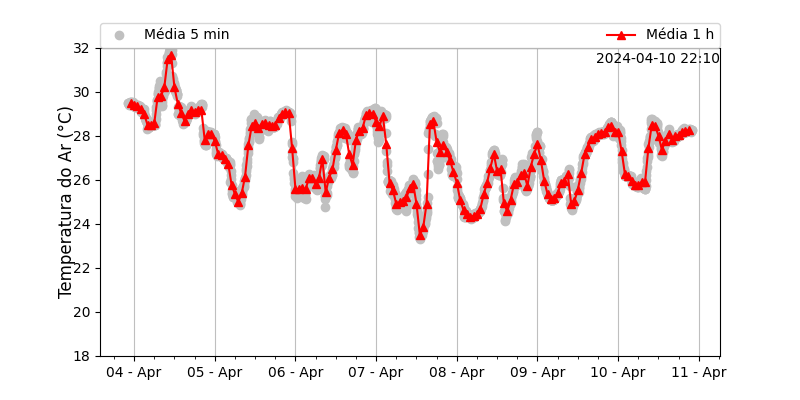 Média 5 min
Média 1 h
2024-04-10 22:10
Temperatura do Ar (°C)
32
30
28
26
24
22
20
18
04 - Apr
05 - Apr
06 - Apr
07 - Apr
08 - Apr
09 - Apr
10 - Apr
11 - Apr